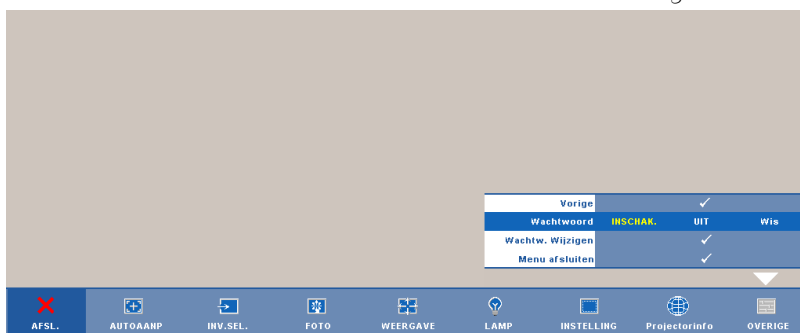 Vorige ✓
Wachtwoord INSCHAK. UIT Wis
Wachtw. Wijzigen ✓
Menu afsluiten ✓
AFSL. AUTOAANP INV.SEL. FOTO WEERGAVE LAMP INSTELLING Projectorinfo OVERIGE